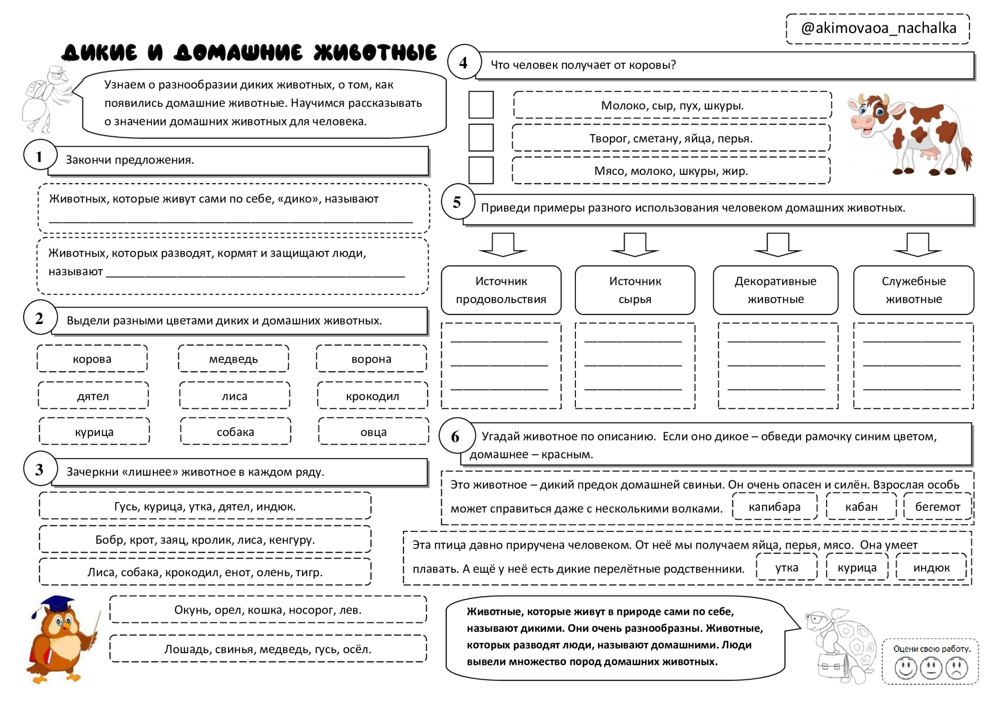 @akimovaoa_nachalka
ДИКИЕ И ДОМАШНИЕ ЖИВОТНЫЕ
Узнаем о разнообразии диких животных, о том, как
появились домашние животные. Научимся рассказывать
о значении домашних животных для человека.
1
Закончи предложения.
Животных, которые живут сами по себе, «дико», называют
Животных, которых разводят, кормят и защищают люди,
называют
2
Выдели разными цветами диких и домашних животных.
корова
медведь
ворона
дятел
лиса
крокодил
курица
собака
овца
3
Зачеркни «лишнее» животное в каждом ряду.
Гусь, курица, утка, дятел, индюк.
Бобр, крот, заяц, кролик, лиса, кенгуру.
Лиса, собака, крокодил, енот, олень, тигр.
Окунь, орел, кошка, носорог, лев.
Лошадь, свинья, медведь, гусь, осёл.
4
Что человек получает от коровы?
Молоко, сыр, пух, шкуры.
Творог, сметану, яйца, перья.
Мясо, молоко, шкуры, жир.
5
Приведи примеры разного использования человеком домашних животных.
Источник
продовольствия
Источник
сырья
Декоративные
животные
Служебные
животные
6
Угадай животное по описанию. Если оно дикое – обведи рамочку синим цветом,
домашнее – красным.
Это животное – дикий предок домашней свиньи. Он очень опасен и силён. Взрослая особь
может справиться даже с несколькими волками.
капибара
кабан
бегемот
Эта птица давно приручена человеком. От неё мы получаем яйца, перья, мясо. Она умеет
плавать. А ещё у неё есть дикие перелётные родственники.
утка
курица
индюк
Животные, которые живут в природе сами по себе,
называют дикими. Они очень разнообразны. Животные,
которых разводят люди, называют домашними. Люди
вывели множество пород домашних животных.
Оцени свою работу.